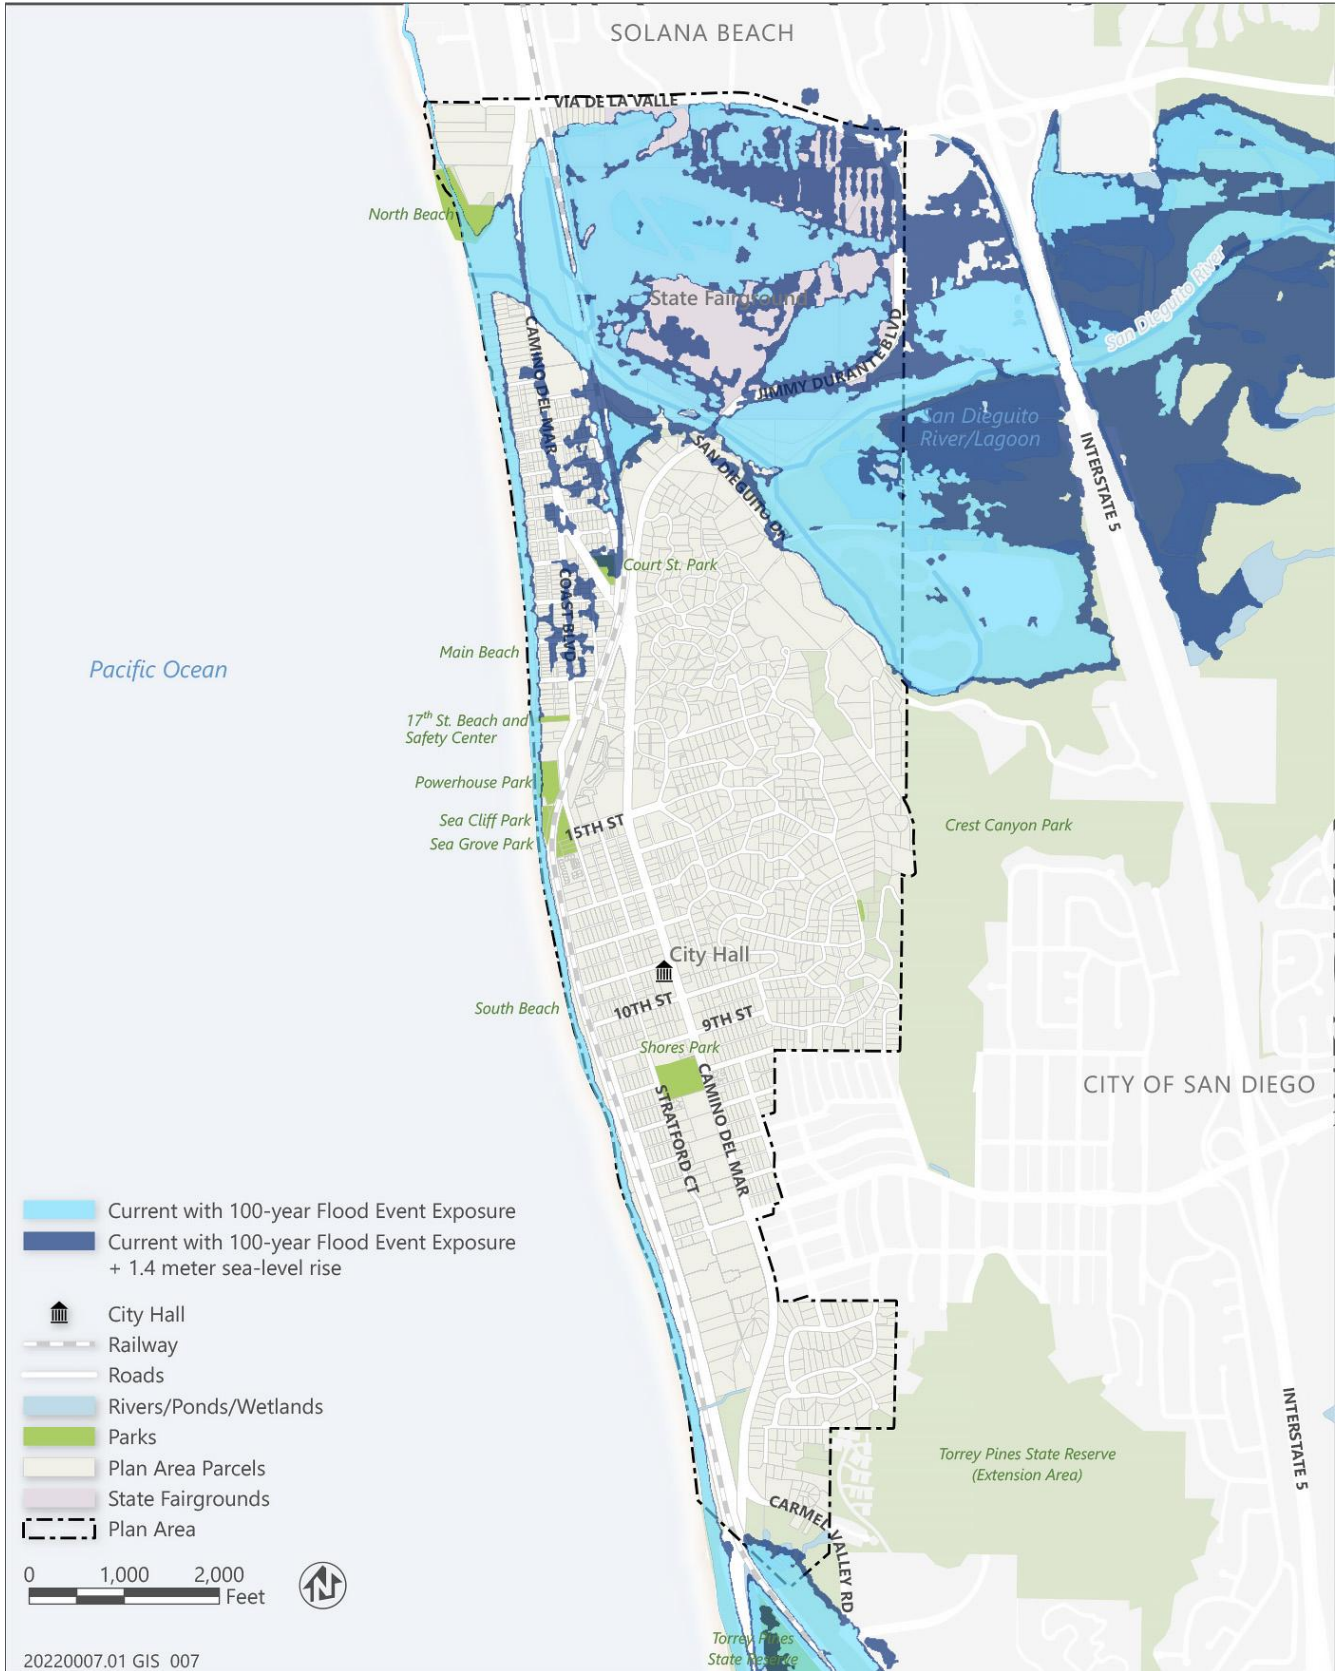 SOLANA BEACH
VIA DE LA VALLE
North Beach
State Fairground
CAMINO DEL MAR
JIMMY DURANTE BLVD
San Dieguito River
San Dieguito
River/Lagoon
SAN DIEGUITO DR
INTERSTATE 5
Court St. Park
COAST BLVD
Main Beach
Pacific Ocean
17th St. Beach and
Safety Center
Powerhouse Park
Sea Cliff Park
15TH ST
Sea Grove Park
Crest Canyon Park
City Hall
South Beach
10TH ST
9TH ST
Shores Park
CITY OF SAN DIEGO
STRATFORD CT
CAMINO DEL MAR
Current with 100-year Flood Event Exposure
Current with 100-year Flood Event Exposure
+ 1.4 meter sea-level rise
City Hall
Railway
Roads
Rivers/Ponds/Wetlands
Parks
Plan Area Parcels
State Fairgrounds
Plan Area
INTERSTATE 5
Torrey Pines State Reserve
(Extension Area)
CARMEL VALLEY RD
0 1,000 2,000
Feet
N
Torrey Pines
State Reserve
20220007.01 GIS 007